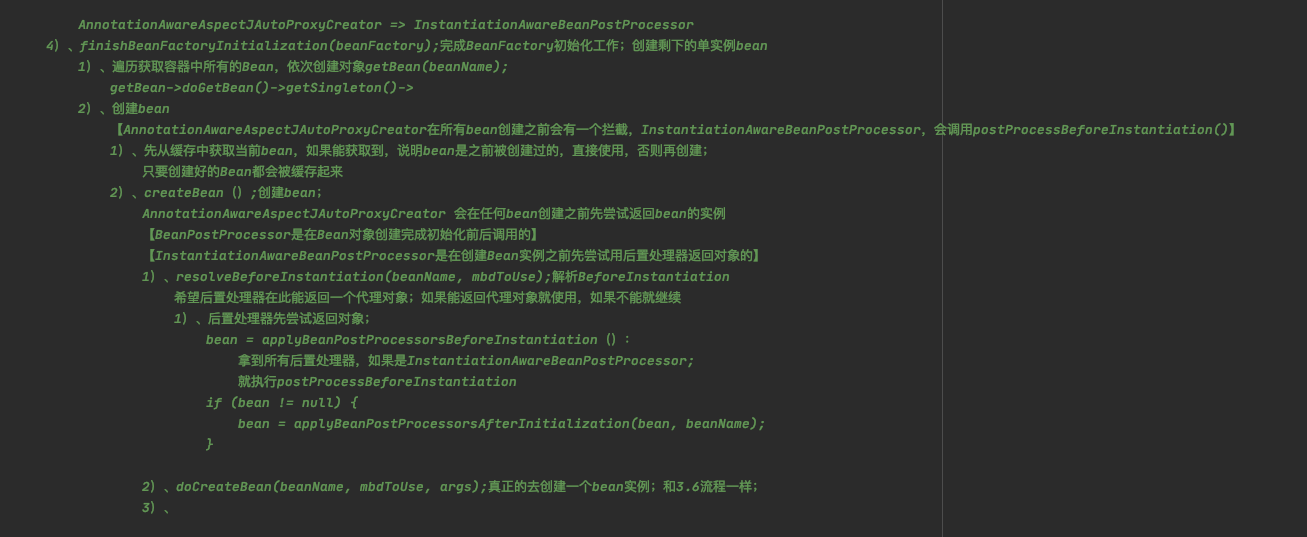 AnnotationAwareAspectJAutoProxyCreator => InstantiationAwareBeanPostProcessor
4）、finishBeanFactoryInitialization(beanFactory);完成BeanFactory初始化工作；创建剩下的单实例bean
1）、遍历获取容器中所有的Bean，依次创建对象getBean(beanName);
getBean->doGetBean()->getSingleton()->
2）、创建bean
【AnnotationAwareAspectJAutoProxyCreator在所有bean创建之前会有一个拦截，InstantiationAwareBeanPostProcessor，会调用postProcessBeforeInstantiation()】
1）、先从缓存中获取当前bean，如果能获取到，说明bean是之前被创建过的，直接使用，否则再创建；
只要创建好的Bean都会被缓存起来
2）、createBean（）;创建bean；
AnnotationAwareAspectJAutoProxyCreator 会在任何bean创建之前先尝试返回bean的实例
【BeanPostProcessor是在Bean对象创建完成初始化前后调用的】
【InstantiationAwareBeanPostProcessor是在创建Bean实例之前先尝试用后置处理器返回对象的】
1）、resolveBeforeInstantiation(beanName, mbdToUse);解析BeforeInstantiation
希望后置处理器在此能返回一个代理对象；如果能返回代理对象就使用，如果不能就继续
1）、后置处理器先尝试返回对象；
bean = applyBeanPostProcessorsBeforeInstantiation（）：
拿到所有后置处理器，如果是InstantiationAwareBeanPostProcessor;
就执行postProcessBeforeInstantiation
if (bean != null) {
bean = applyBeanPostProcessorsAfterInitialization(bean, beanName);
}
2）、doCreateBean(beanName, mbdToUse, args);真正的去创建一个bean实例；和3.6流程一样；
3）、